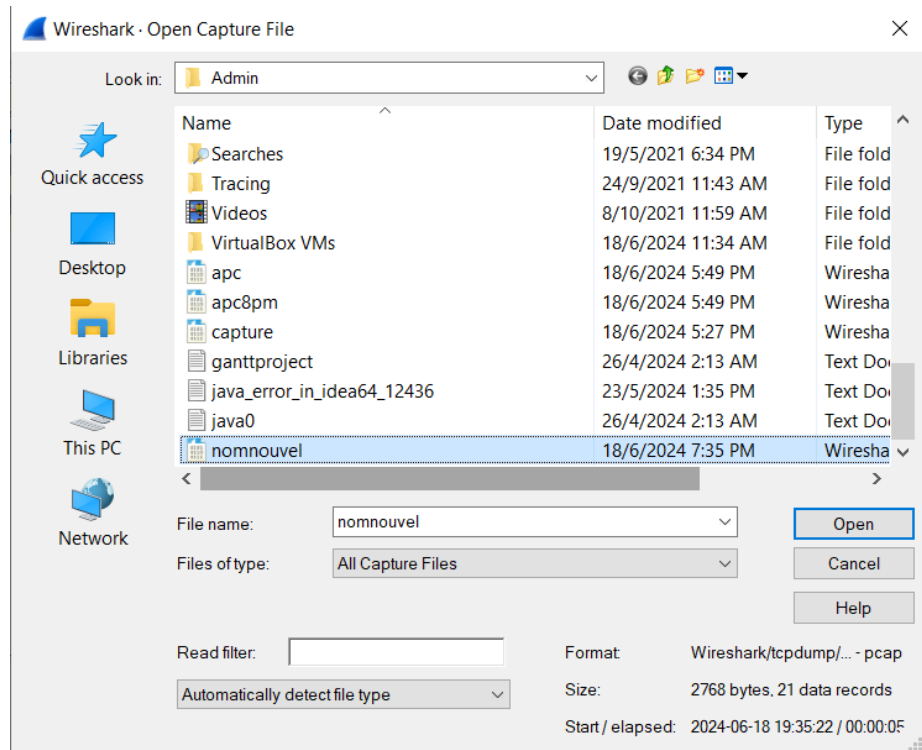 Wireshark · Open Capture File
Look in: Admin
Name Date modified Type
Searches 19/5/2021 6:34 PM File fold
Tracing 24/9/2021 11:43 AM File fold
Videos 8/10/2021 11:59 AM File fold
VirtualBox VMs 18/6/2024 11:34 AM File fold
apc 18/6/2024 5:49 PM Wiresha
apc8pm 18/6/2024 5:49 PM Wiresha
capture 18/6/2024 5:27 PM Wiresha
ganttproject 26/4/2024 2:13 AM Text Do
java_error_in_idea64_12436 23/5/2024 1:35 PM Text Do
java0 26/4/2024 2:13 AM Text Do
nomnouvel 18/6/2024 7:35 PM Wiresha
Quick access
Desktop
Libraries
This PC
Network
File name: nomnouvel Open
Files of type: All Capture Files Cancel
Help
Read filter: Format: Wireshark/tcpdump/... - pcap
Automatically detect file type Size: 2768 bytes, 21 data records
Start / elapsed: 2024-06-18 19:35:22 / 00:00:05